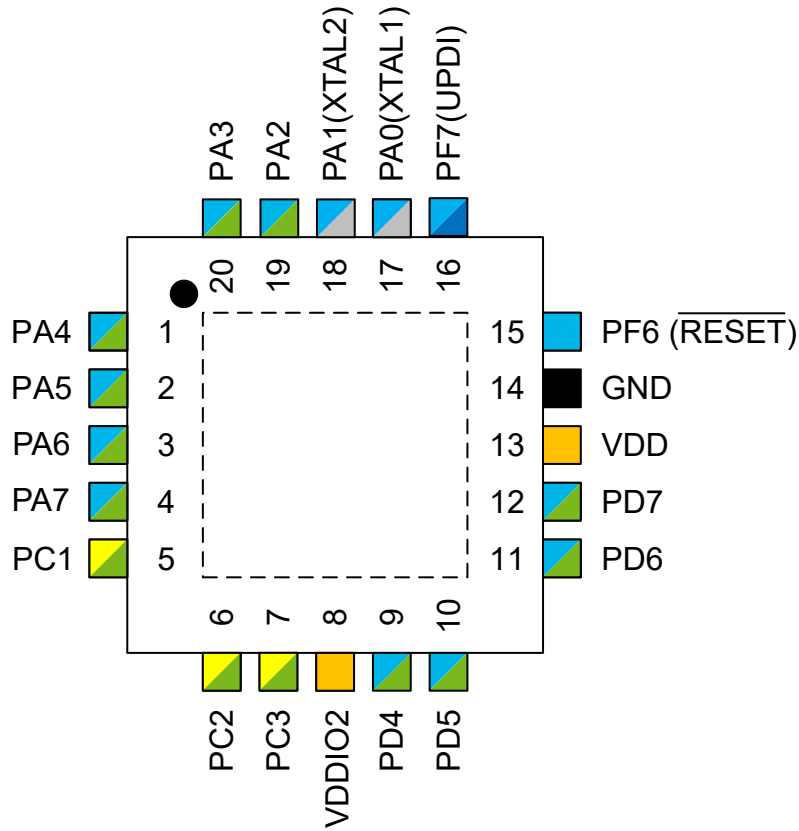 PA3
PA2
PA1(XTAL2)
PA0(XTAL1)
PF7(UPDI)
20
19
18
17
16
PA4
1
15
PF6 (RESET)
PA5
2
14
GND
PA6
3
13
VDD
PA7
4
12
PD7
PC1
5
11
PD6
6
7
8
9
10
PC2
PC3
VDDIO2
PD4
PD5